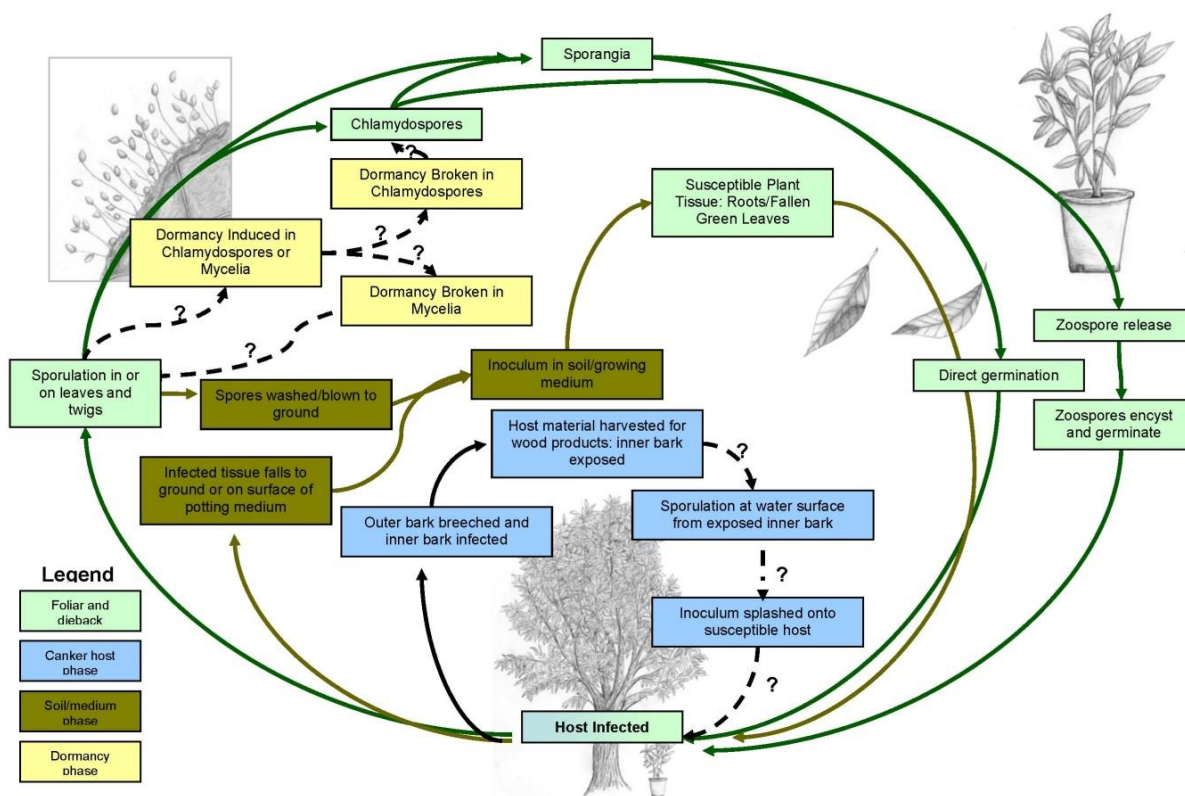 Sporangia
Chlamydospores
?
Dormancy Broken in
Chlamydospores
Susceptible Plant
Tissue: Roots/Fallen
Green Leaves
Dormancy Induced in
Chlamydospores or
Mycelia
?
?
Dormancy Broken in
Mycelia
?
?
Zoospore release
Sporulation in or
on leaves and
twigs
Spores washed/blown to
ground
Inoculum in soil/growing
medium
Direct germination
Zoospores encyst
and germinate
Host material harvested for
wood products: inner bark
exposed
?
Infected tissue falls to
ground or on surface of
potting medium
Outer bark breeched and
inner bark infected
Sporulation at water surface
from exposed inner bark
?
Inoculum splashed onto
susceptible host
?
Host Infected
Legend
Foliar and
dieback
Canker host
phase
Soil/medium
phase
Dormancy
phase